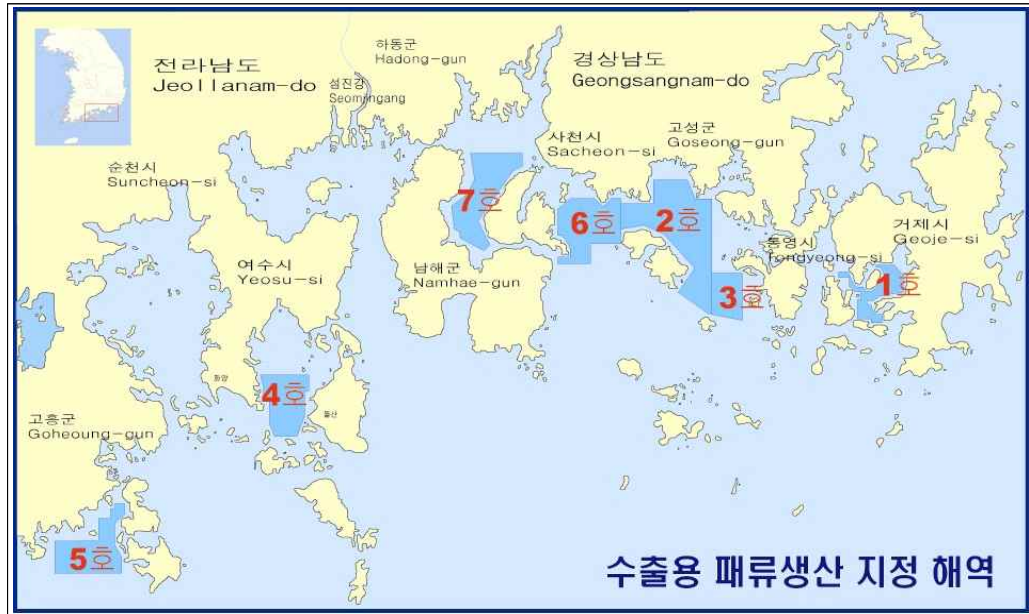 전라남도
Jeollanam-do
하동군
Hadong-gun
섬진강
Seomjingang
경상남도
Geongsangnam-do
사천시
Sacheon-si
고성군
Goseong-gun
순천시
Suncheon-si
여수시
Yeosu-si
남해군
Namhae-gun
통영시
Tongyeong-si
거제시
Geoje-si
7호
6호
2호
3호
1호
4호
화양
돌산
고흥군
Goheoung-gun
5호
수출용 패류생산 지정 해역